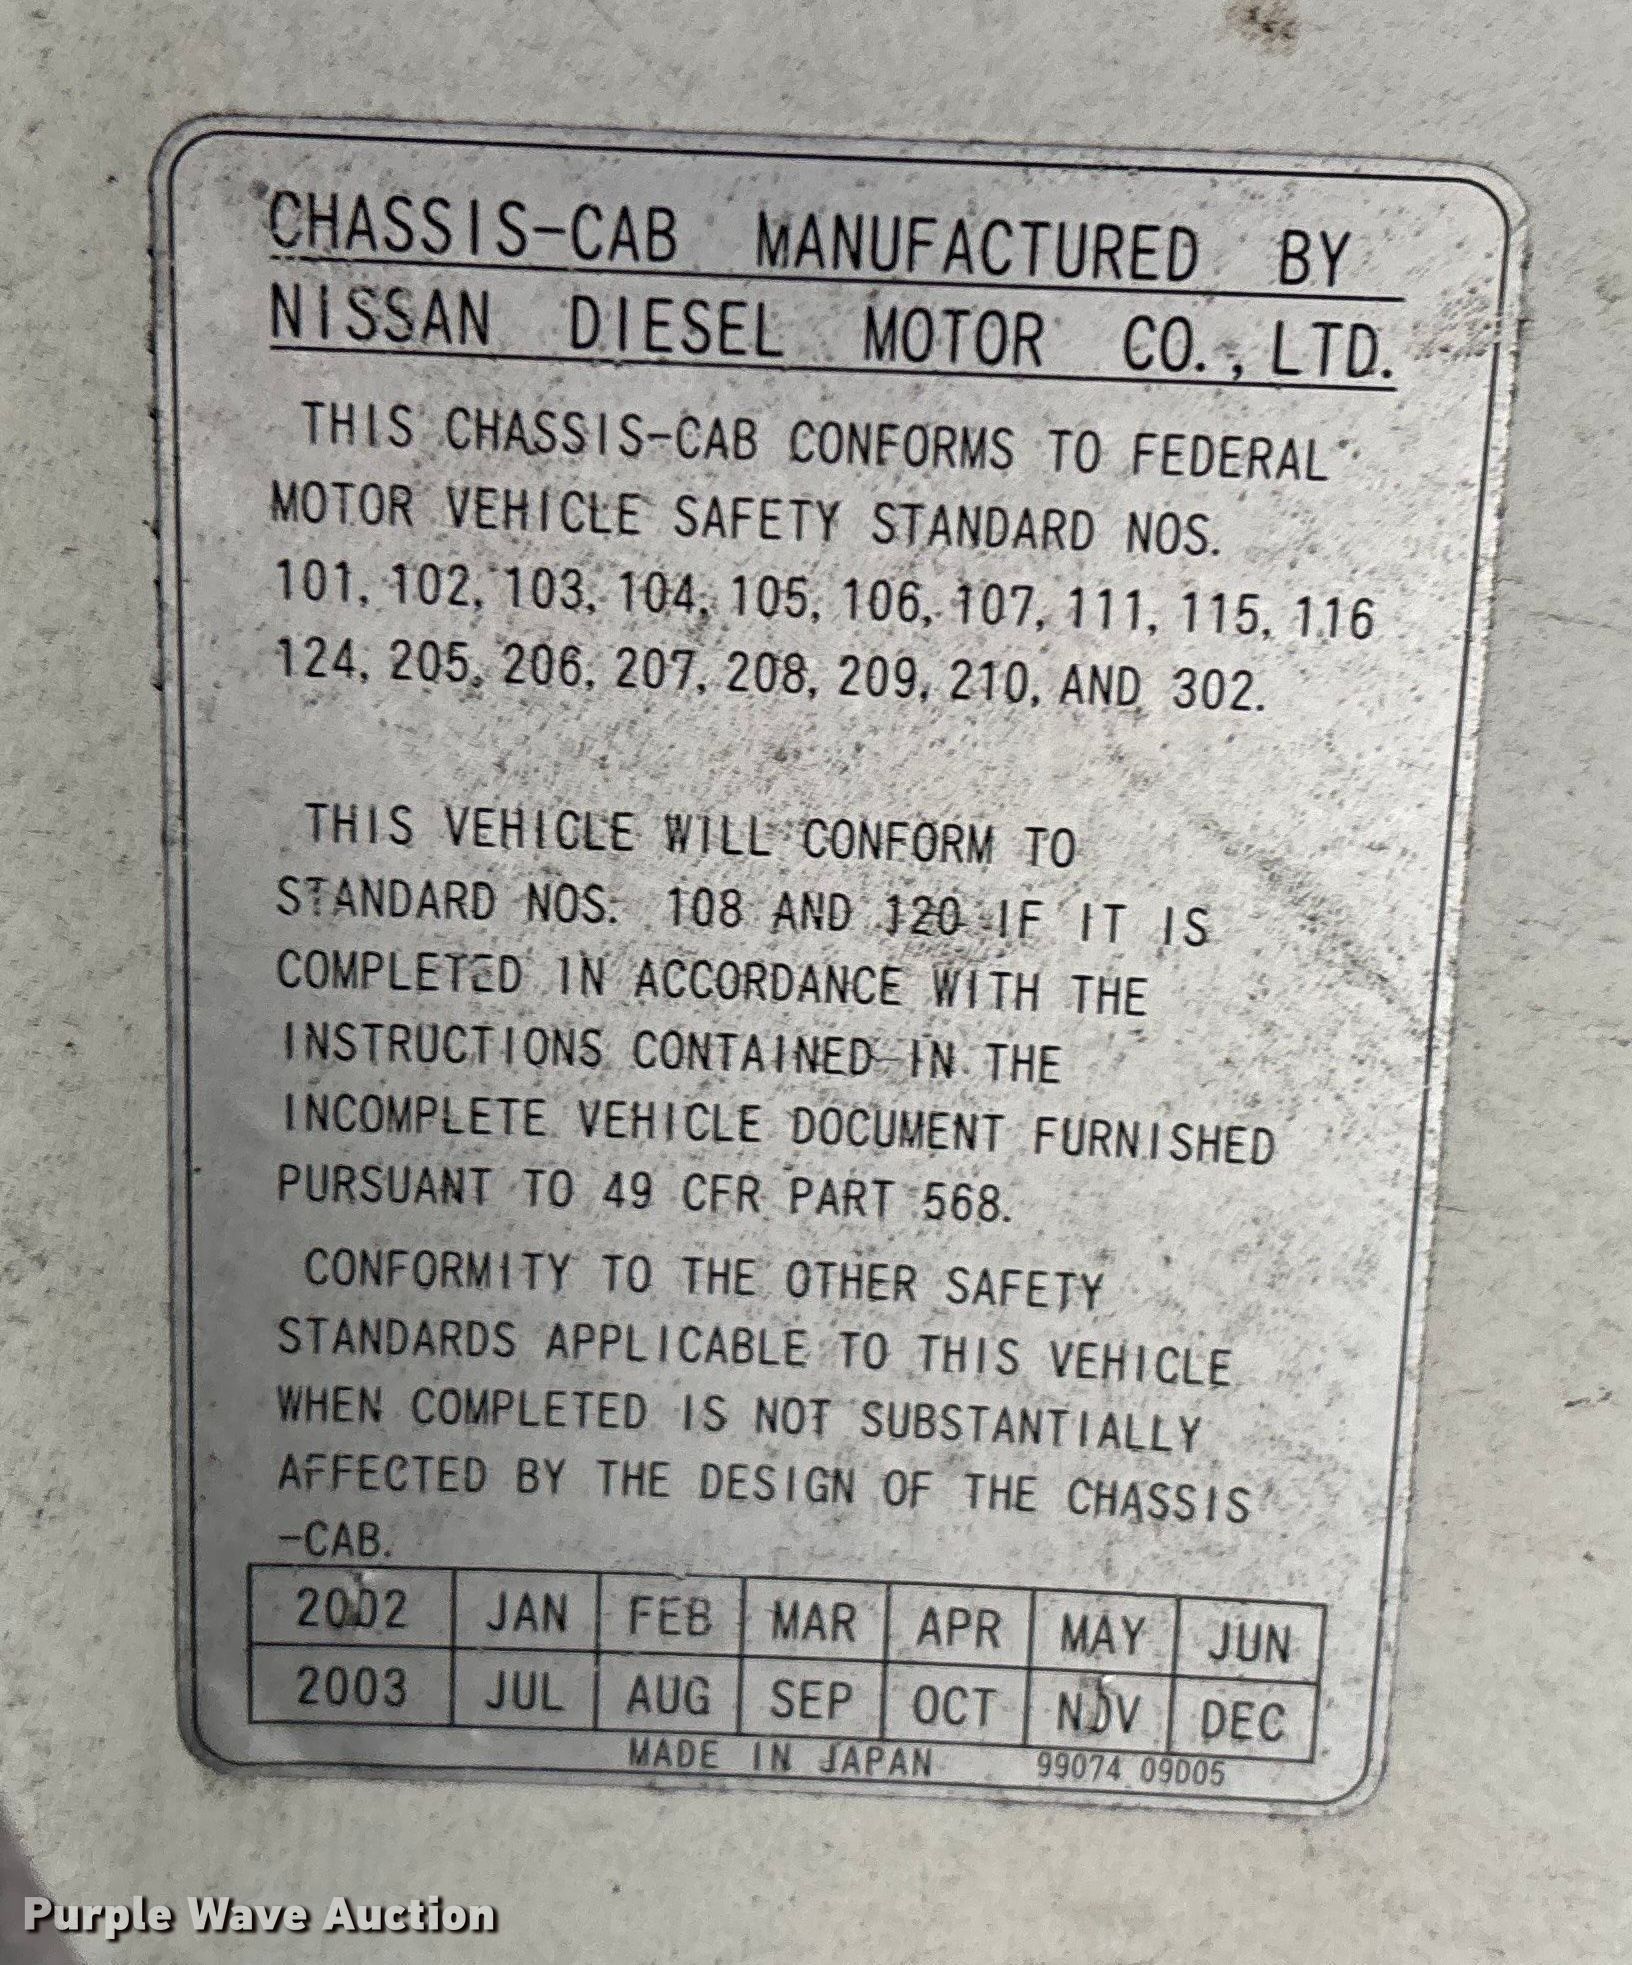 CHASSIS-CAB MANUFACTURED BY
NISSAN DIESEL MOTOR CO., LTD.
THIS CHASSIS-CAB CONFORMS TO FEDERAL
MOTOR VEHICLE SAFETY STANDARD NOS.
101, 102, 103, 104, 105, 106, 107, 111, 115, 116
124, 205, 206, 207, 208, 209, 210, AND 302.
THIS VEHICLE WILL CONFORM TO
STANDARD NOS. 108 AND 120 IF IT IS
COMPLETED IN ACCORDANCE WITH THE
INSTRUCTIONS CONTAINED IN THE
INCOMPLETE VEHICLE DOCUMENT FURNISHED
PURSUANT TO 49 CFR PART 568.
CONFORMITY TO THE OTHER SAFETY
STANDARDS APPLICABLE TO THIS VEHICLE
WHEN COMPLETED IS NOT SUBSTANTIALLY
AFFECTED BY THE DESIGN OF THE CHASSIS
-CAB.
2002 JAN FEB MAR APR MAY JUN
2003 JUL AUG SEP OCT NOV DEC
MADE IN JAPAN 99074 09D05
Purple Wave Auction